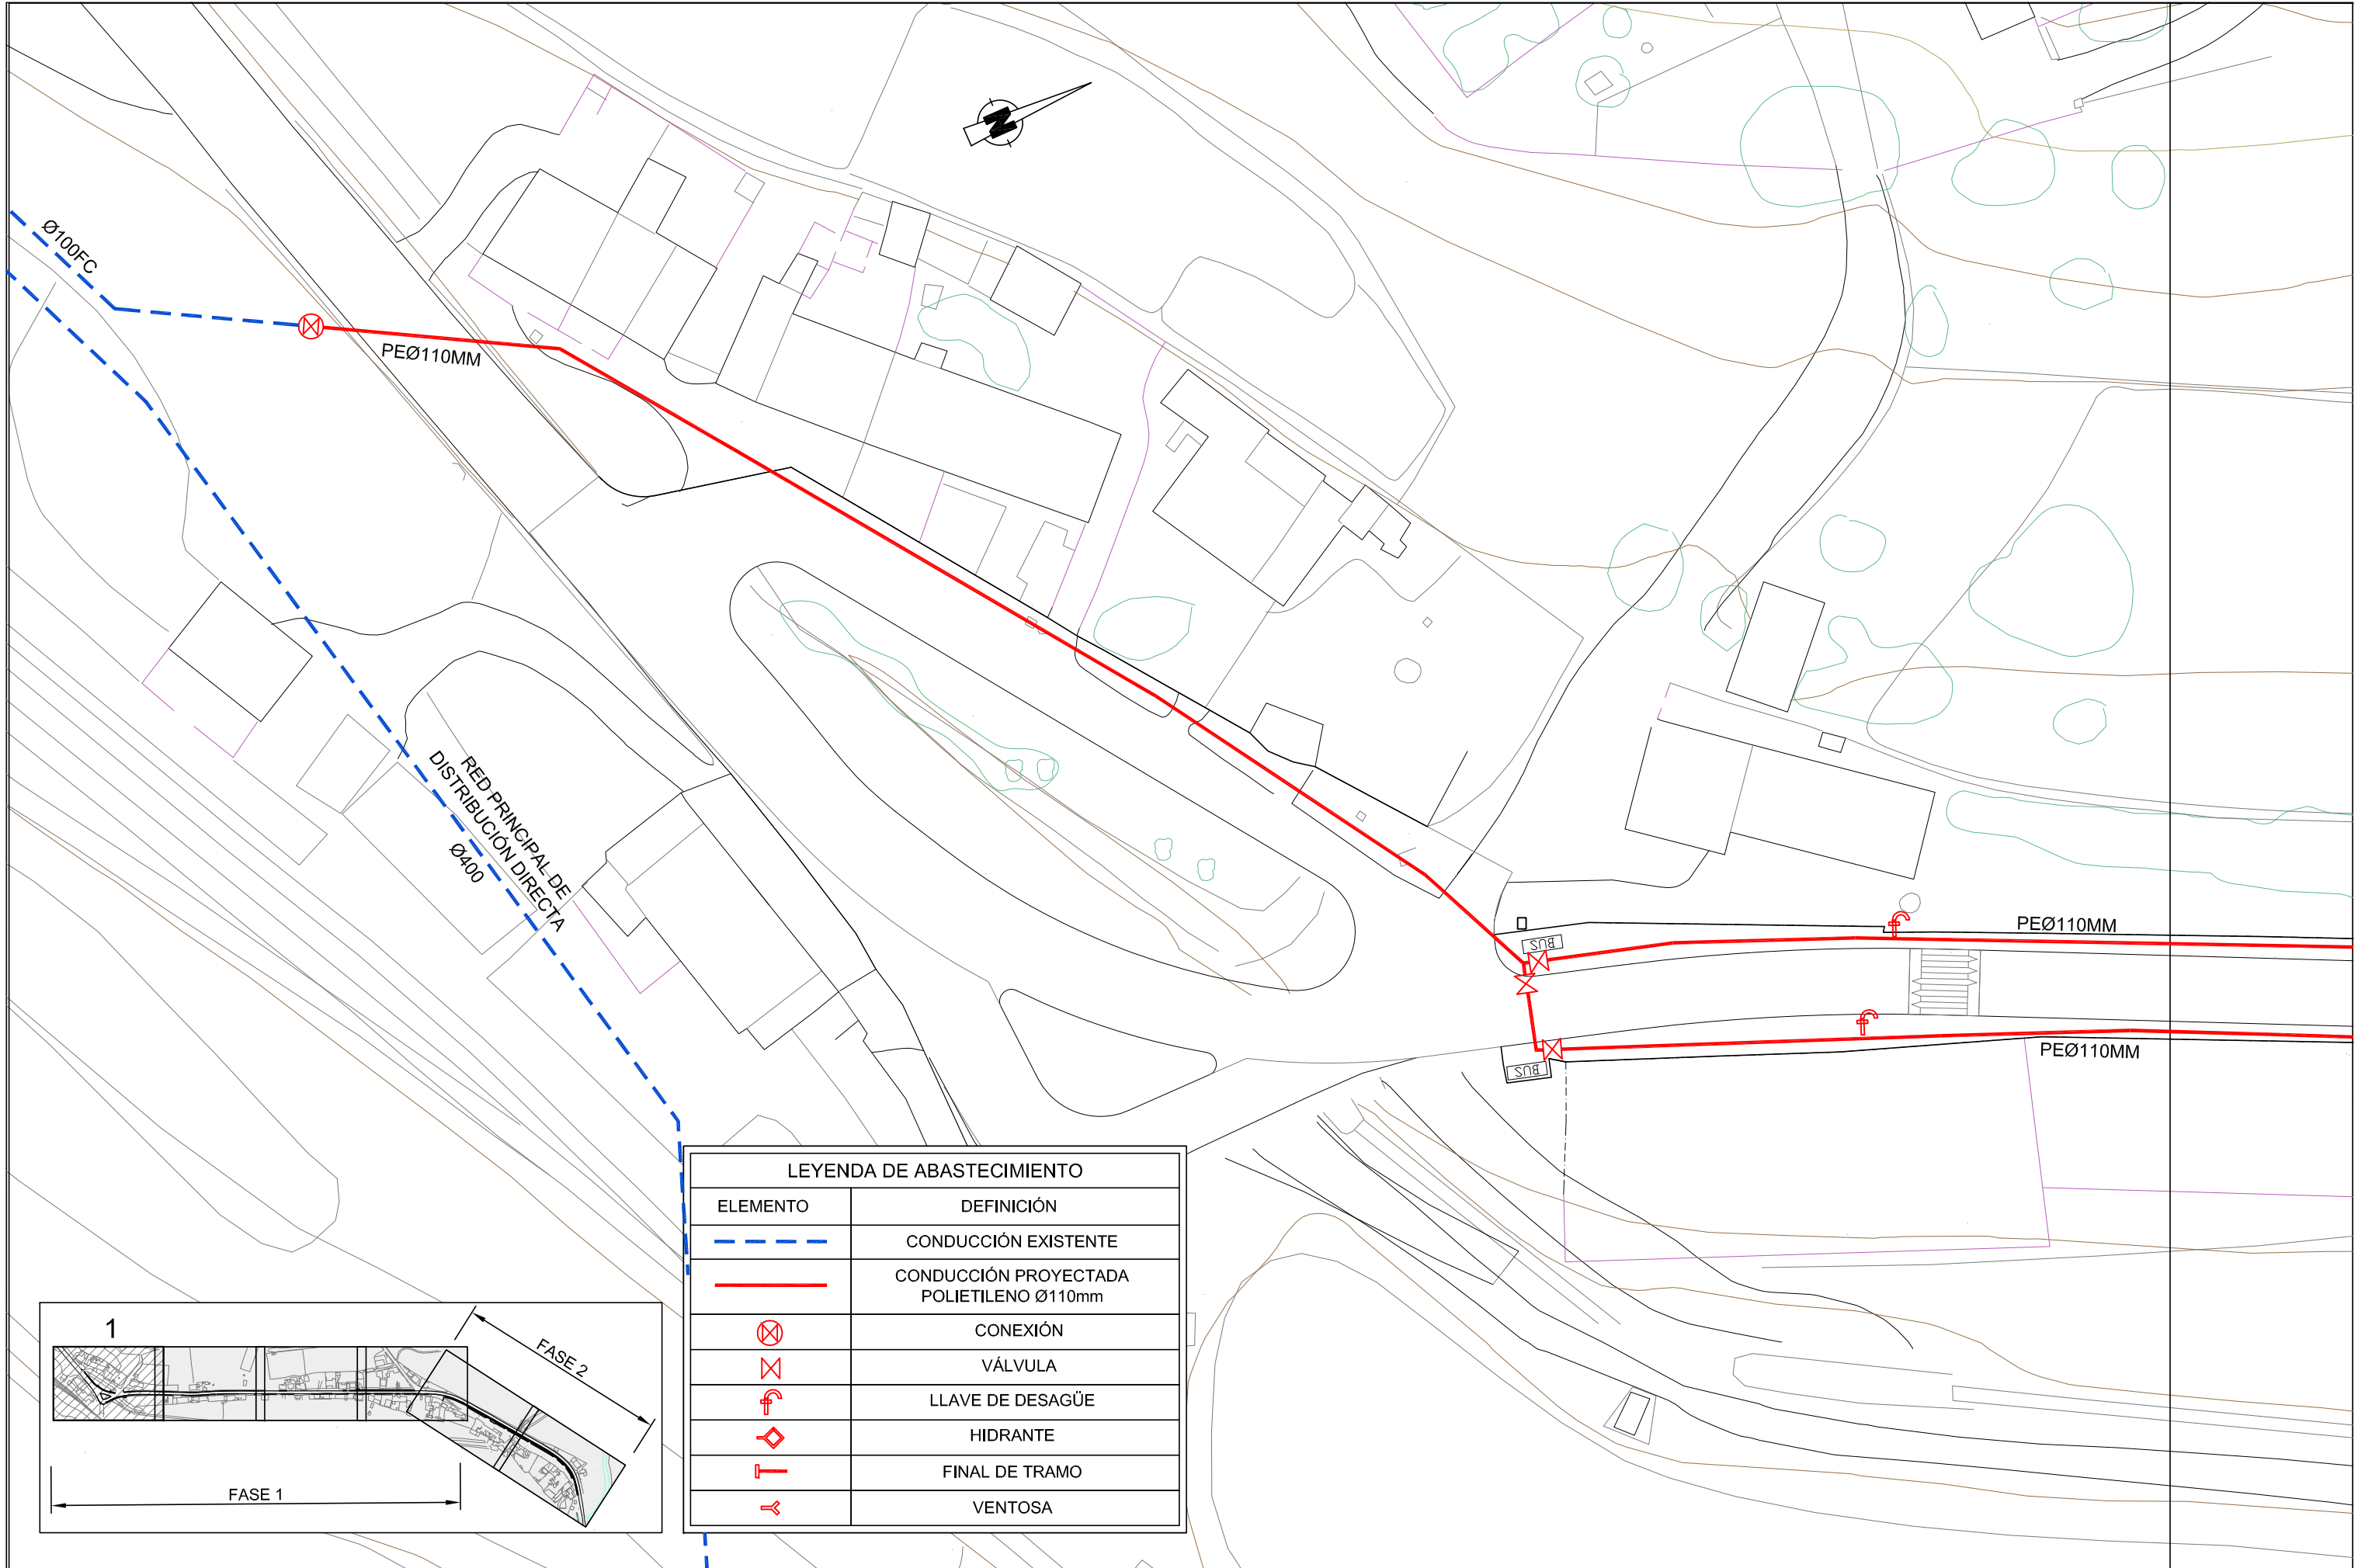 N
Ø100FC
PEØ110MM
RED PRINCIPAL DE
DISTRIBUCIÓN DIRECTA
Ø400
BUS
PEØ110MM
BUS
PEØ110MM
LEYENDA DE ABASTECIMIENTO
ELEMENTO
DEFINICIÓN
CONDUCCIÓN EXISTENTE
CONDUCCIÓN PROYECTADA
POLIETILENO Ø110mm
CONEXIÓN
VÁLVULA
LLAVE DE DESAGÜE
HIDRANTE
FINAL DE TRAMO
VENTOSA
1
FASE 2
FASE 1